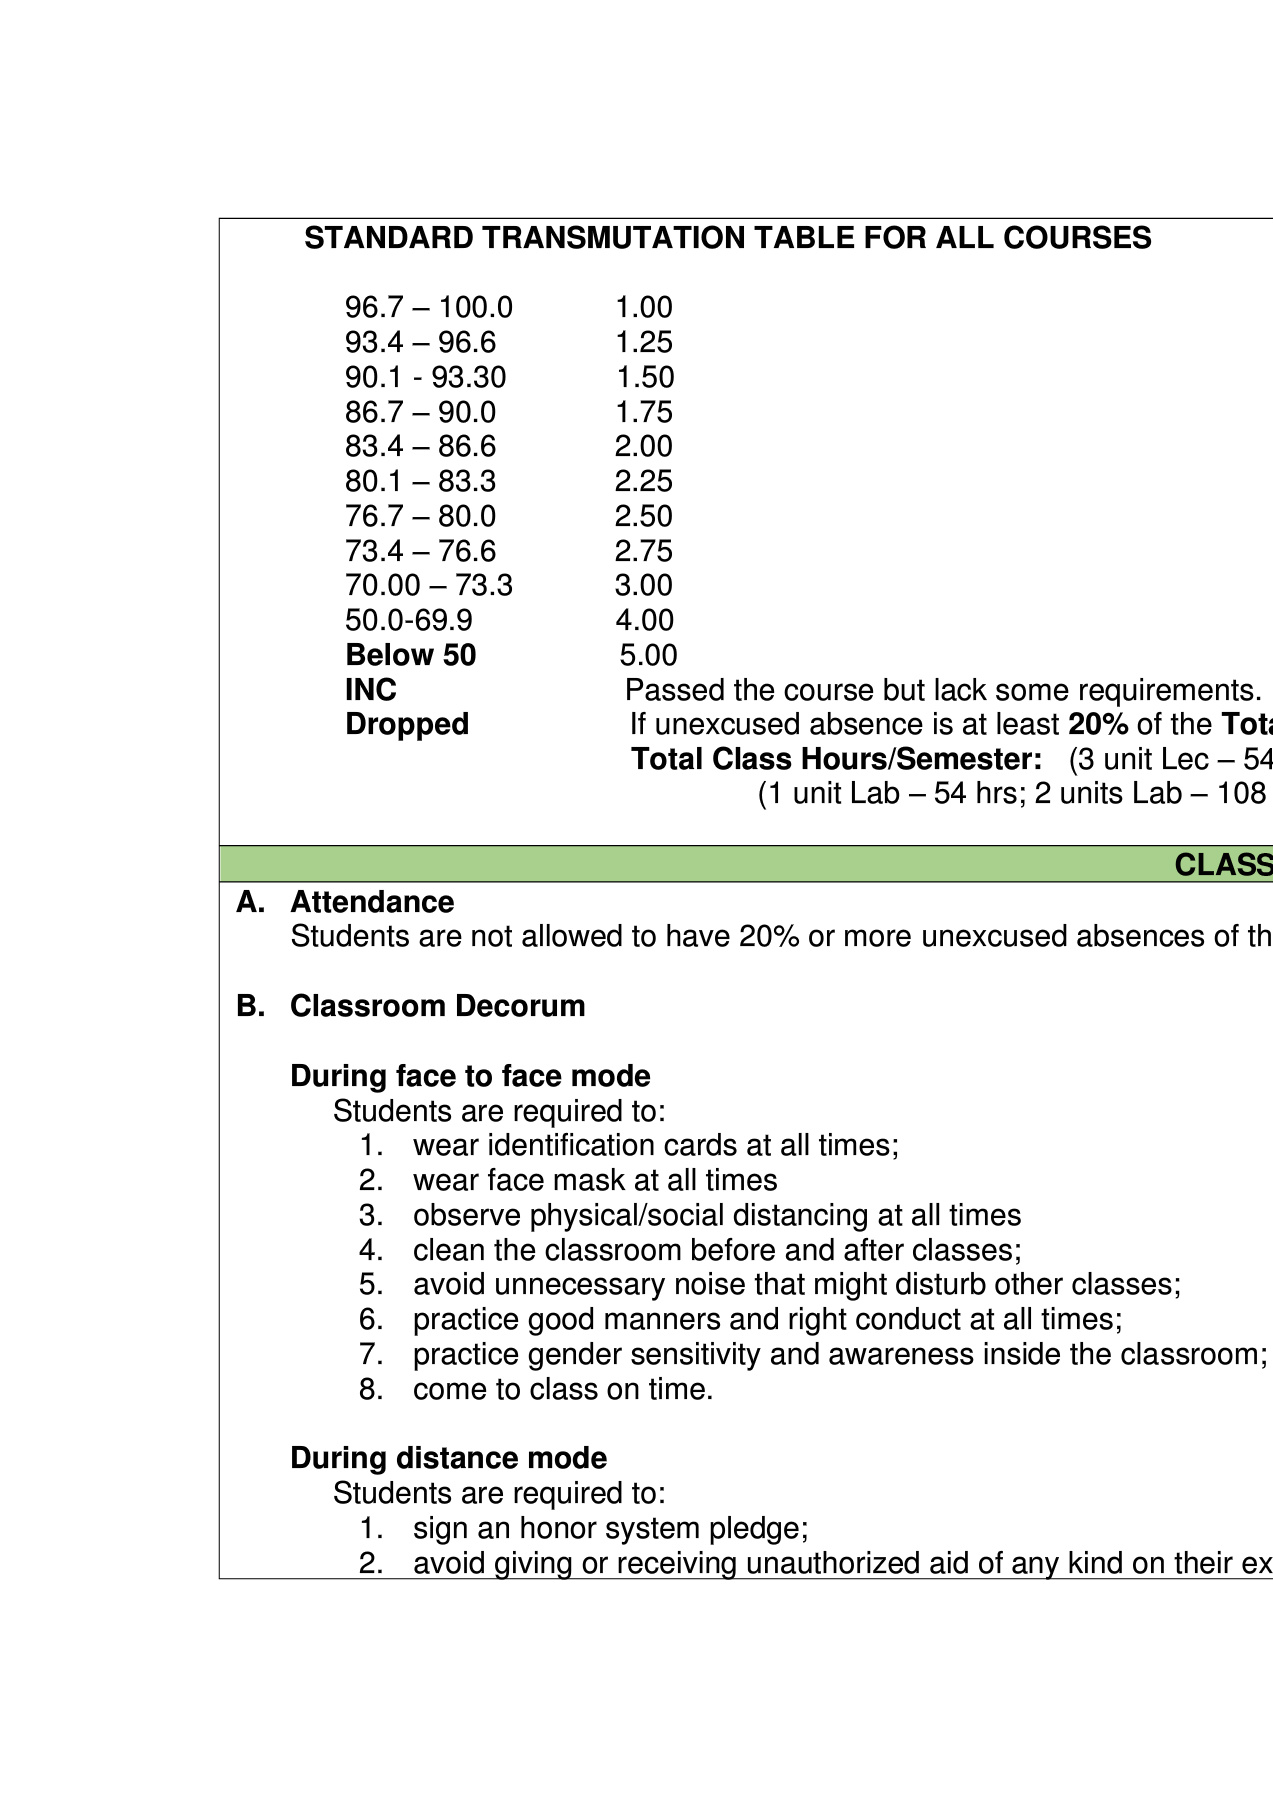 STANDARD TRANSMUTATION TABLE FOR ALL COURSES
96.7 – 100.0 1.00
93.4 – 96.6 1.25
90.1 - 93.30 1.50
86.7 – 90.0 1.75
83.4 – 86.6 2.00
80.1 – 83.3 2.25
76.7 – 80.0 2.50
73.4 – 76.6 2.75
70.00 – 73.3 3.00
50.0-69.9 4.00
Below 50 5.00
INC Passed the course but lack some requirements.
Dropped If unexcused absence is at least 20% of the
Total Class Hours/Semester: (3 unit Lec – 54
(1 unit Lab – 54 hrs; 2 units Lab – 108
CLASS
A. Attendance
Students are not allowed to have 20% or more unexcused absences of
B. Classroom Decorum
During face to face mode
Students are required to:
1. wear identification cards at all times;
2. wear face mask at all times
3. observe physical/social distancing at all times
4. clean the classroom before and after classes;
5. avoid unnecessary noise that might disturb other classes;
6. practice good manners and right conduct at all times;
7. practice gender sensitivity and awareness inside the classroom;
8. come to class on time.
During distance mode
Students are required to:
1. sign an honor system pledge;
2. avoid giving or receiving unauthorized aid of any kind on their